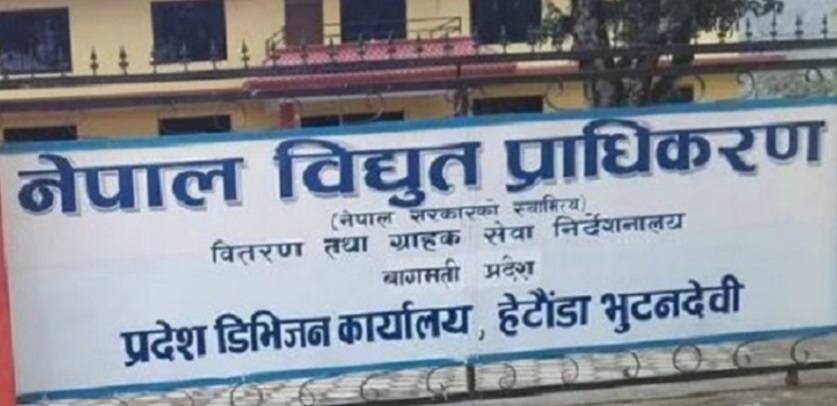 नेपाल विद्युत प्राधिकरण
(नेपाल सरकारको स्वामित्व)
वितरण तथा ग्राहक सेवा निर्देशनालय
बागमती प्रदेश
प्रदेश डिभिजन कार्यालय, हेटौंडा भुटनदेवी